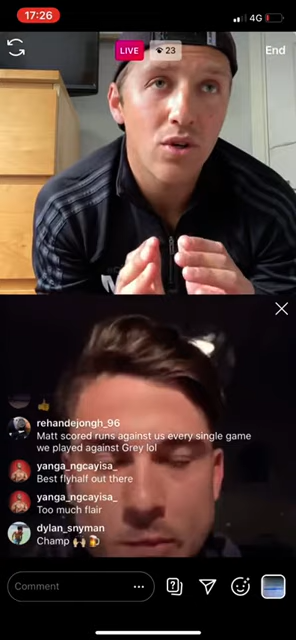 17:26
4G
LIVE
23
End
rehandejongh_96
Matt scored runs against us every single game
we played against Grey lol
yanga_ngcayisa_
Best flyhalf out there
yanga_ngcayisa_
Too much flair
dylan_snyman
Champ
Comment